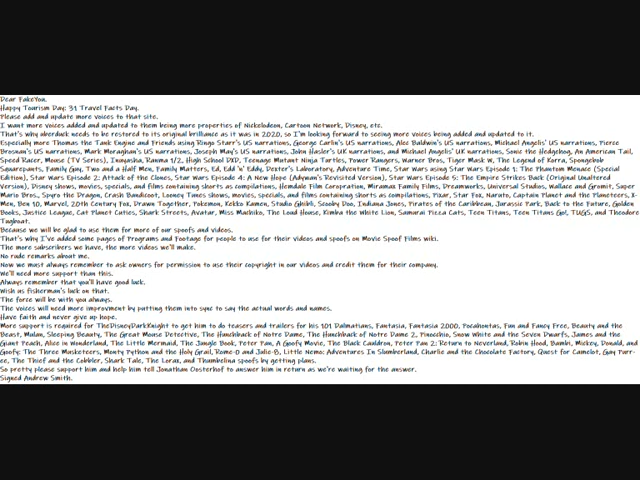 Dear FakeYou.
Happy Tourism Day: 31 Travel Facts Day.
Please add and update more voices to that site.
I want more voices added and updated to them being more properties of Nickelodeon, Cartoon Network, Disney, etc.
That's why uberduck needs to be restored to its original brilliance as it was in 2020, so I'm looking forward to seeing more voices being added and updated to it.
Especially more Thomas the Tank Engine and Friends using Ringo Starr's US narrations, George Carlin's US narrations, Alec Baldwin's US narrations, Michael Angelis' US narrations, Pierce
Brosnan's US narrations, Mark Moraghan's US narrations, Joseph May's US narrations, John Hasler's UK narrations, and Michael Angelis' UK narrations, Sonic the Hedgehog, An American Tail,
Speed Racer, Mouse (TV Series), Inuyasha, Ranma 1/2, High School DXD, Teenage Mutant Ninja Turtles, Power Rangers, Warner Bros, Tiger Mask W, The Legend of Korra, Spongebob
Squarepants, Family Guy, Two and a Half Men, Family Matters, Ed, Edd 'n' Eddy, Dexter's Laboratory, Adventure Time, Star Wars using Star Wars Episode 1: The Phantom Menace (Special
Edition), Star Wars Episode 2: Attack of the Clones, Star Wars Episode 4: A New Hope (Adywan's Revisited Version), Star Wars Episode 5: The Empire Strikes Back (Original Unaltered
Version), Disney shows, movies, specials, and films containing shorts as compilations, Hemdale Film Corporation, Miramax Family Films, Dreamworks, Universal Studios, Wallace and Gromit, Super
Mario Bros., Spyro the Dragon, Crash Bandicoot, Looney Tunes shows, movies, specials, and films containing shorts as compilations, Pixar, Star Fox, Naruto, Captain Planet and the Planeteers, X-
Men, Ben 10, Marvel, 20th Century Fox, Drawn Together, Pokemon, Kekko Kamen, Studio Ghibli, Scooby Doo, Indiana Jones, Pirates of the Caribbean, Jurassic Park, Back to the Future, Golden
Books, Justice League, Cat Planet Cuties, Shark Streets, Avatar, Miss Machiko, The Loud House, Kimba the White Lion, Samurai Pizza Cats, Teen Titans, Teen Titans Go!, TUGS, and Theodore
Tugboat.
Because we will be glad to use them for more of our spoofs and videos.
That's why I've added some pages of Programs and Footage for people to use for their videos and spoofs on Movie Spoof Films wiki.
The more subscribers we have, the more videos we'll make.
No rude remarks about me.
Now we must always remember to ask owners for permission to use their copyright in our videos and credit them for their company.
We'll need more support than this.
Always remember that you'll have good luck.
Wish us fisherman's luck on that.
The force will be with you always.
The voices will need more improvment by putting them into sync to say the actual words and names.
Have faith and never give up hope.
More support is required for TheDisneyDarkKnight to get him to do teasers and trailers for his 101 Dalmatians, Fantasia, Fantasia 2000, Pocahontas, Fun and Fancy Free, Beauty and the
Beast, Mulan, Sleeping Beauty, The Great Mouse Detective, The Hunchback of Notre Dame, The Hunchback of Notre Dame 2, Pinocchio, Snow White and the Seven Dwarfs, James and the
Giant Peach, Alice in Wonderland, The Little Mermaid, The Jungle Book, Peter Pan, A Goofy Movie, The Black Cauldron, Peter Pan 2: Return to Neverland, Robin Hood, Bambi, Mickey, Donald, and
Goofy: The Three Musketeers, Monty Python and the Holy Grail, Rome-O and Julie-8, Little Nemo: Adventures In Slumberland, Charlie and the Chocolate Factory, Quest for Camelot, Gay Purr-
ee, The Thief and the Cobbler, Shark Tale, The Lorax, and Thumbelina spoofs by getting plans.
So pretty please support him and help him tell Jonathan Oosterhof to answer him in return as we're waiting for the answer.
Signed Andrew Smith.